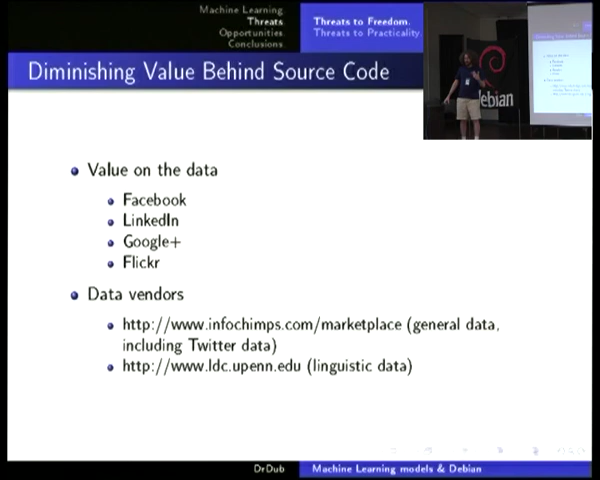 Machine Learning.
Threats
Opportunities
Conclusions.
Threats to Freedom.
Threats to Practicality.
Diminishing Value Behind Source Code
debian
Value on the data
Facebook
LinkedIn
Google+
Flickr
Data vendors
http://www.infochimps.com/marketplace (general data,
including Twitter data)
http://www.ldc.upenn.edu (linguistic data)
DrDub
Machine Learning models & Debian